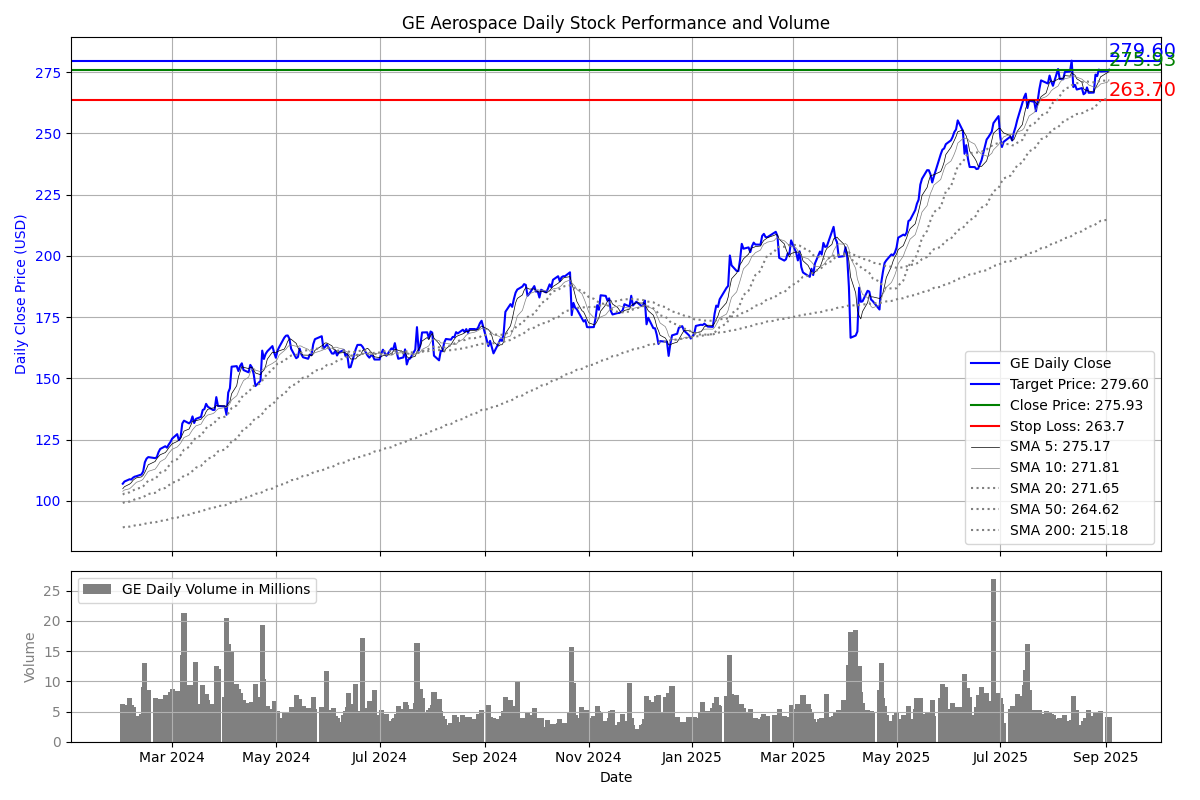 GE Aerospace Daily Stock Performance and Volume
279.60
275.93
263.70
275
250
225
200
175
150
125
100
Daily Close Price (USD)
GE Daily Close
Target Price: 279.60
Close Price: 275.93
Stop Loss: 263.7
SMA 5: 275.17
SMA 10: 271.81
SMA 20: 271.65
SMA 50: 264.62
SMA 200: 215.18
GE Daily Volume in Millions
25
20
15
10
5
0
Volume
Mar 2024 May 2024 Jul 2024 Sep 2024 Nov 2024 Jan 2025 Mar 2025 May 2025 Jul 2025 Sep 2025
Date